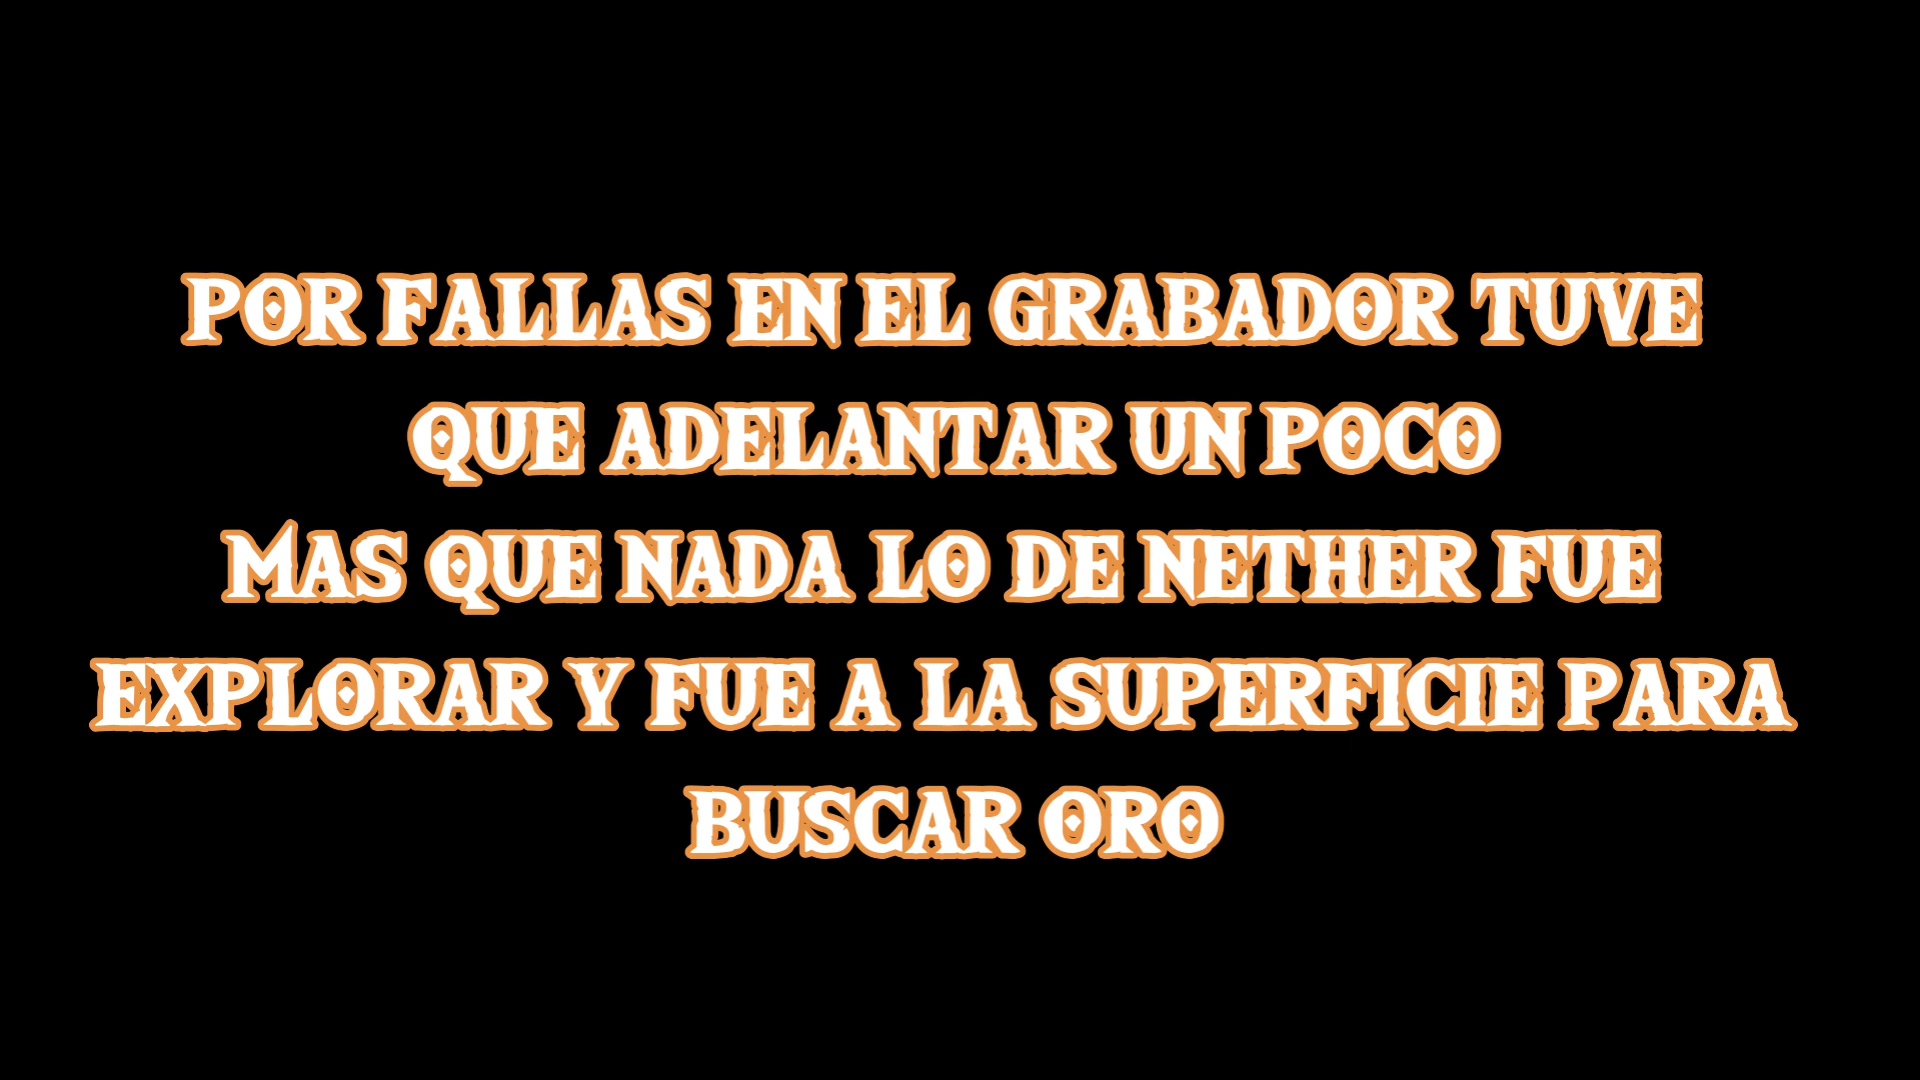 POR FALLAS EN EL GRABADOR TUVE
QUE ADELANTAR UN POCO
MAS QUE NADA LO DE NETHER FUE
EXPLORAR Y FUE A LA SUPERFICIE PARA
BUSCAR ORO